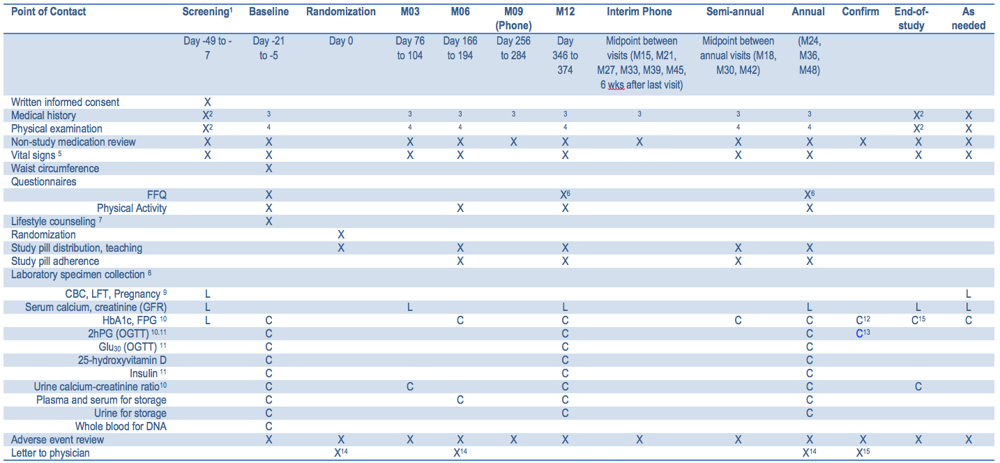 Point of Contact Screening1 Baseline Randomization M03 M06 M09 (Phone) M12 Interim Phone Semi-annual Annual Confirm End-of-study As needed
Day -49 to -7 Day -21 to -5 Day 0 Day 76 to 104 Day 166 to 194 Day 256 to 284 Day 346 to 374 Midpoint between visits (M15, M21, M27, M33, M39, M45, 6 wks after last visit) Midpoint between annual visits (M18, M30, M42) (M24, M36, M48)
Written informed consent X
Medical history X2 3 3 3 3 3 3 3 3 X2 X
Physical examination X2 4 4 4 4 4 4 X2 X
Non-study medication review X X X X X X X X X X X X
Vital signs 5 X X X X X X X X X
Waist circumference X
Questionnaires
FFQ X X6 X6
Physical Activity X X X X
Lifestyle counseling 7 X
Randomization X
Study pill distribution, teaching X X X X X
Study pill adherence X X X X
Laboratory specimen collection 8
CBC, LFT, Pregnancy 9 L L
Serum calcium, creatinine (GFR) L L L L L L
HbA1c, FPG 10 L C C C C C C12 C15 C
2hPG (OGTT) 10,11 C C C C13
Glu30 (OGTT) 11 C C C
25-hydroxyvitamin D C C C
Insulin 11 C C C
Urine calcium-creatinine ratio10 C C C C C
Plasma and serum for storage C C C C
Urine for storage C C C
Whole blood for DNA C
Adverse event review X X X X X X X X X X X X
Letter to physician X14 X14 X14 X15